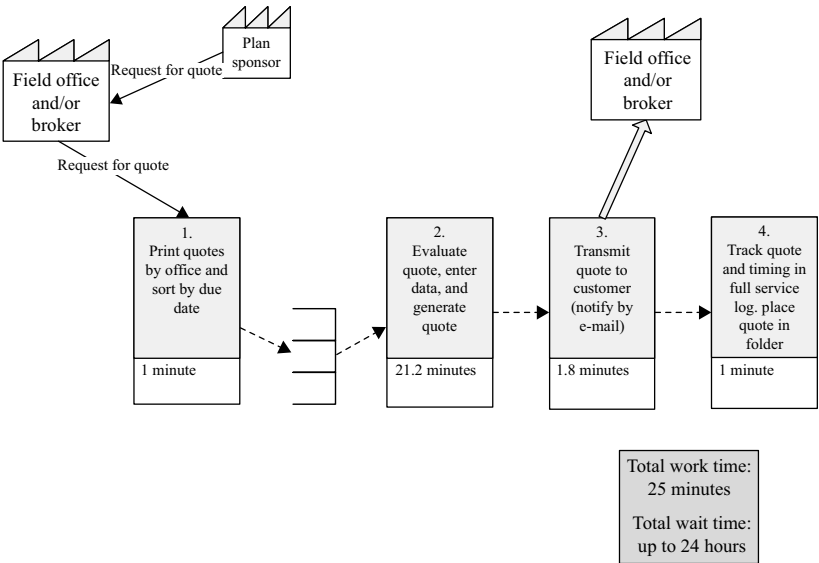 Plan
sponsor
Request for quote
Field office
and/or
broker
Request for quote
Field office
and/or
broker
1.
Print quotes
by office and
sort by due
date
1 minute
2.
Evaluate
quote, enter
data, and
generate
quote
21.2 minutes
3.
Transmit
quote to
customer
(notify by
e-mail)
1.8 minutes
4.
Track quote
and timing in
full service
log. place
quote in
folder
1 minute
Total work time:
25 minutes
Total wait time:
up to 24 hours